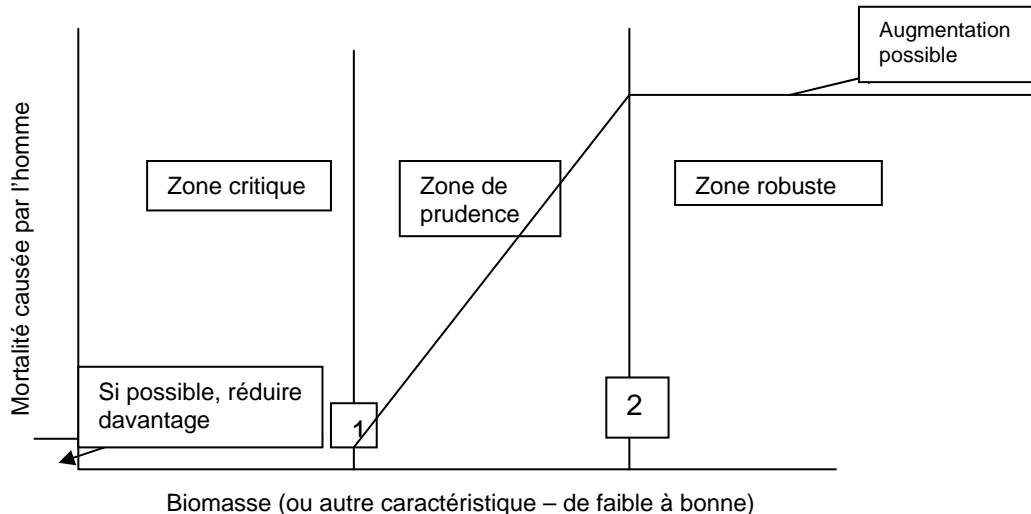 Augmentation
possible
Mortalité causée par l'homme
Zone critique
Zone de
prudence
Zone robuste
Si possible, réduire
davantage
1
2
Biomasse (ou autre caractéristique – de faible à bonne)